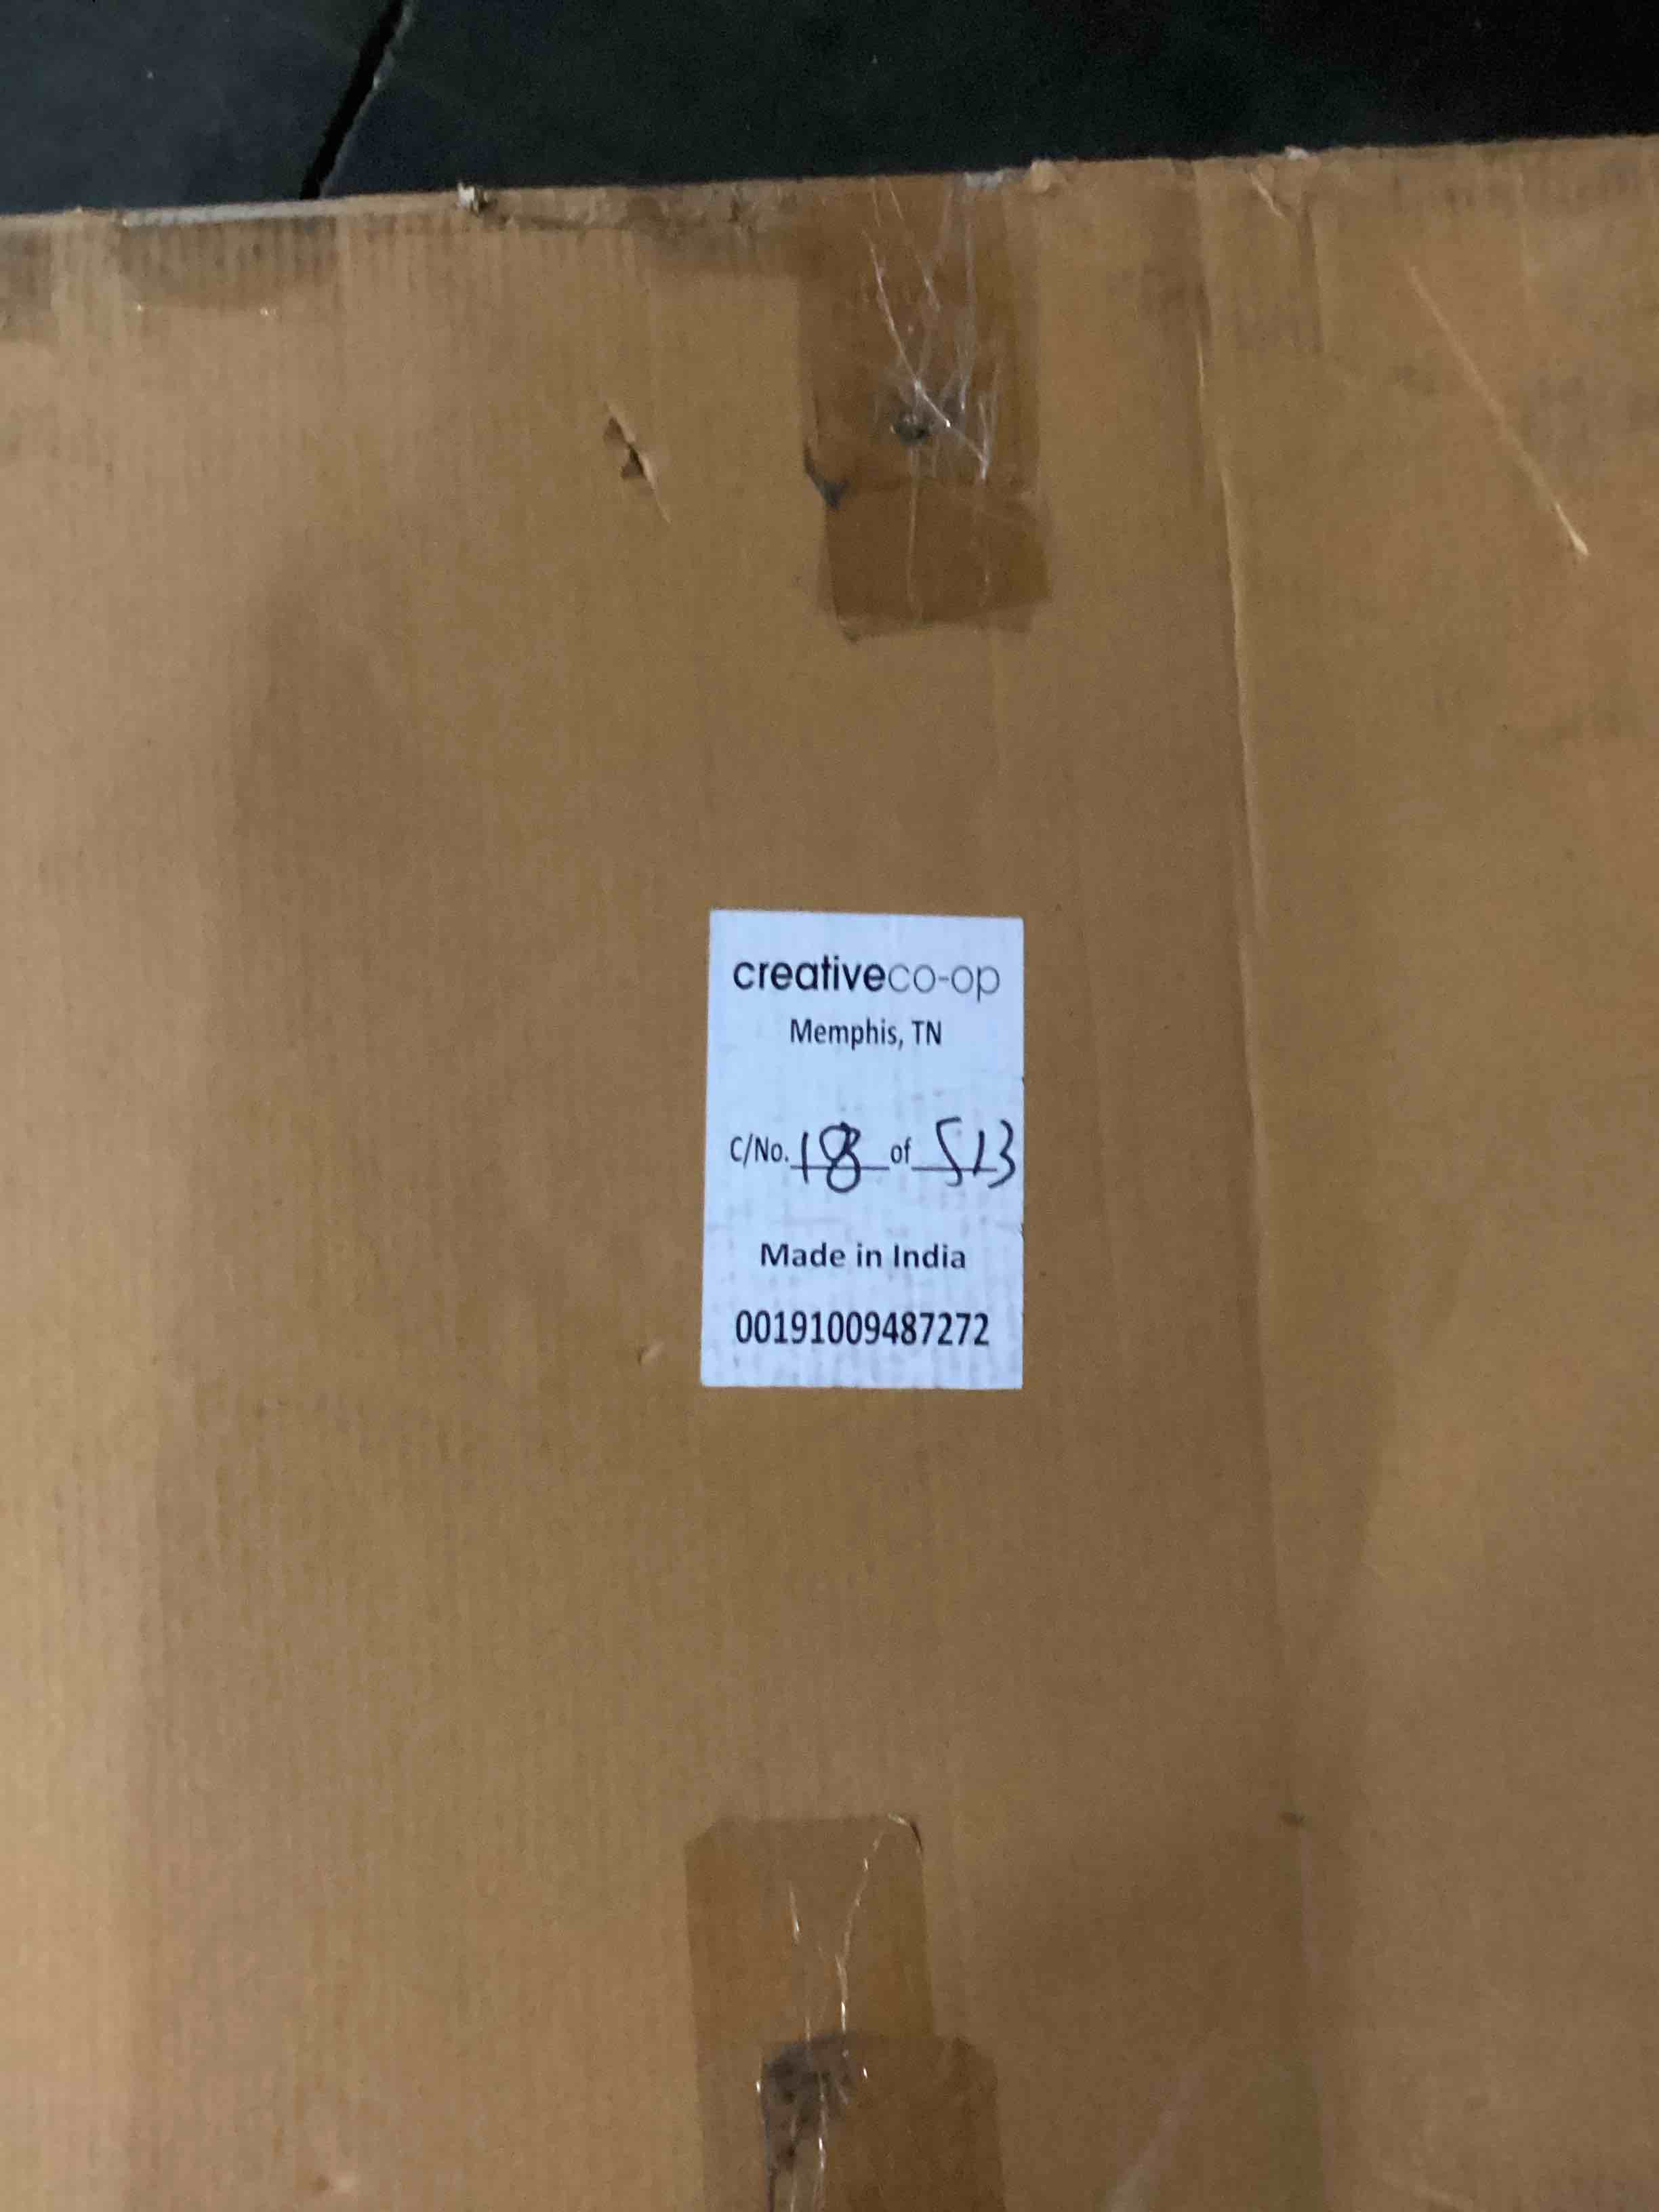 creativeco-op
Memphis, TN
C/No. 18 of 513
Made in India
00191009487272